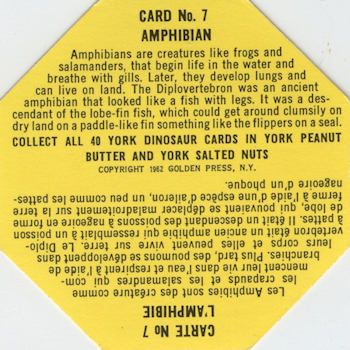 CARD No. 7
AMPHIBIAN
Amphibians are creatures like frogs and
salamanders, that begin life in the water and
breathe with gills. Later, they develop lungs and
can live on land. The Diplovertebron was an ancient
amphibian that looked like a fish with legs. It was a des-
cendant of the lobe-fin fish, which could get around clumsily on
dry land on a paddle-like fin something like the flippers on a seal.
COLLECT ALL 40 YORK DINOSAUR CARDS IN YORK PEANUT
BUTTER AND YORK SALTED NUTS
COPYRIGHT 1962 GOLDEN PRESS, N.Y.
CARTE No 7
L'AMPHIBIE
Les Amphibies sont des créatures comme
les crapauds et les salamandres qui com-
mencent leur vie dans l'eau et respirent à l'aide de
branchies. Plus tard, des poumons se développent dans
leurs corps et elles peuvent vivre sur terre. Le Diplo-
vertebron était un ancien amphibie qui ressemblait à un poisson
à pattes. Il était un descendant des poissons à nageoire en forme
de lobe, qui pouvaient se déplacer maladroitement sur la terre
ferme à l'aide d'une espèce d'aileron, un peu comme les pattes-
nageoire d'un phoque.